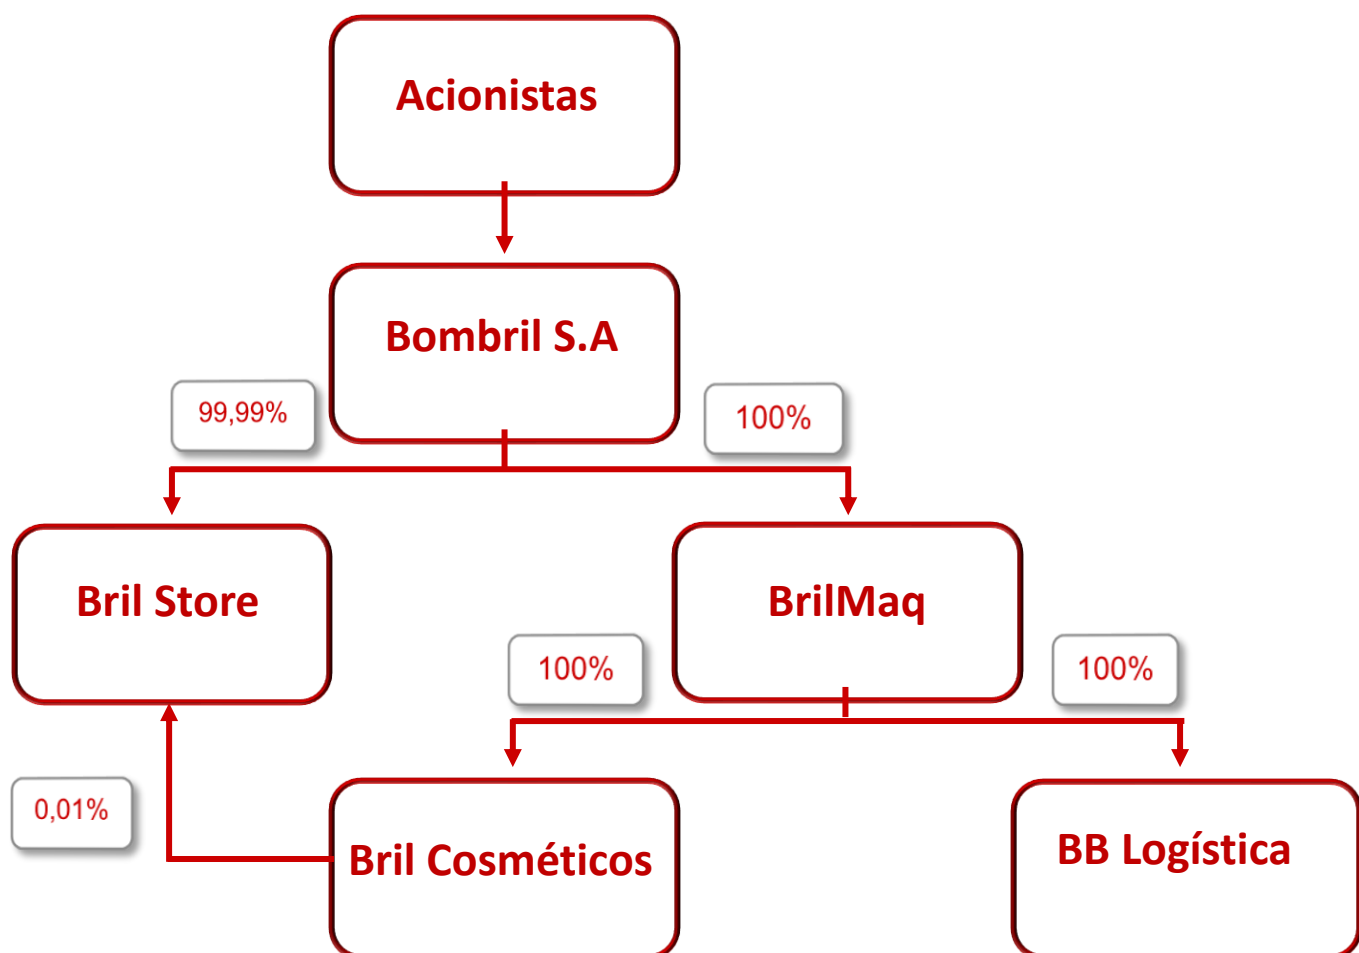 Acionistas
Bombril S.A
99,99%
100%
Bril Store
BrilMaq
100%
100%
0,01%
Bril Cosméticos
BB Logística